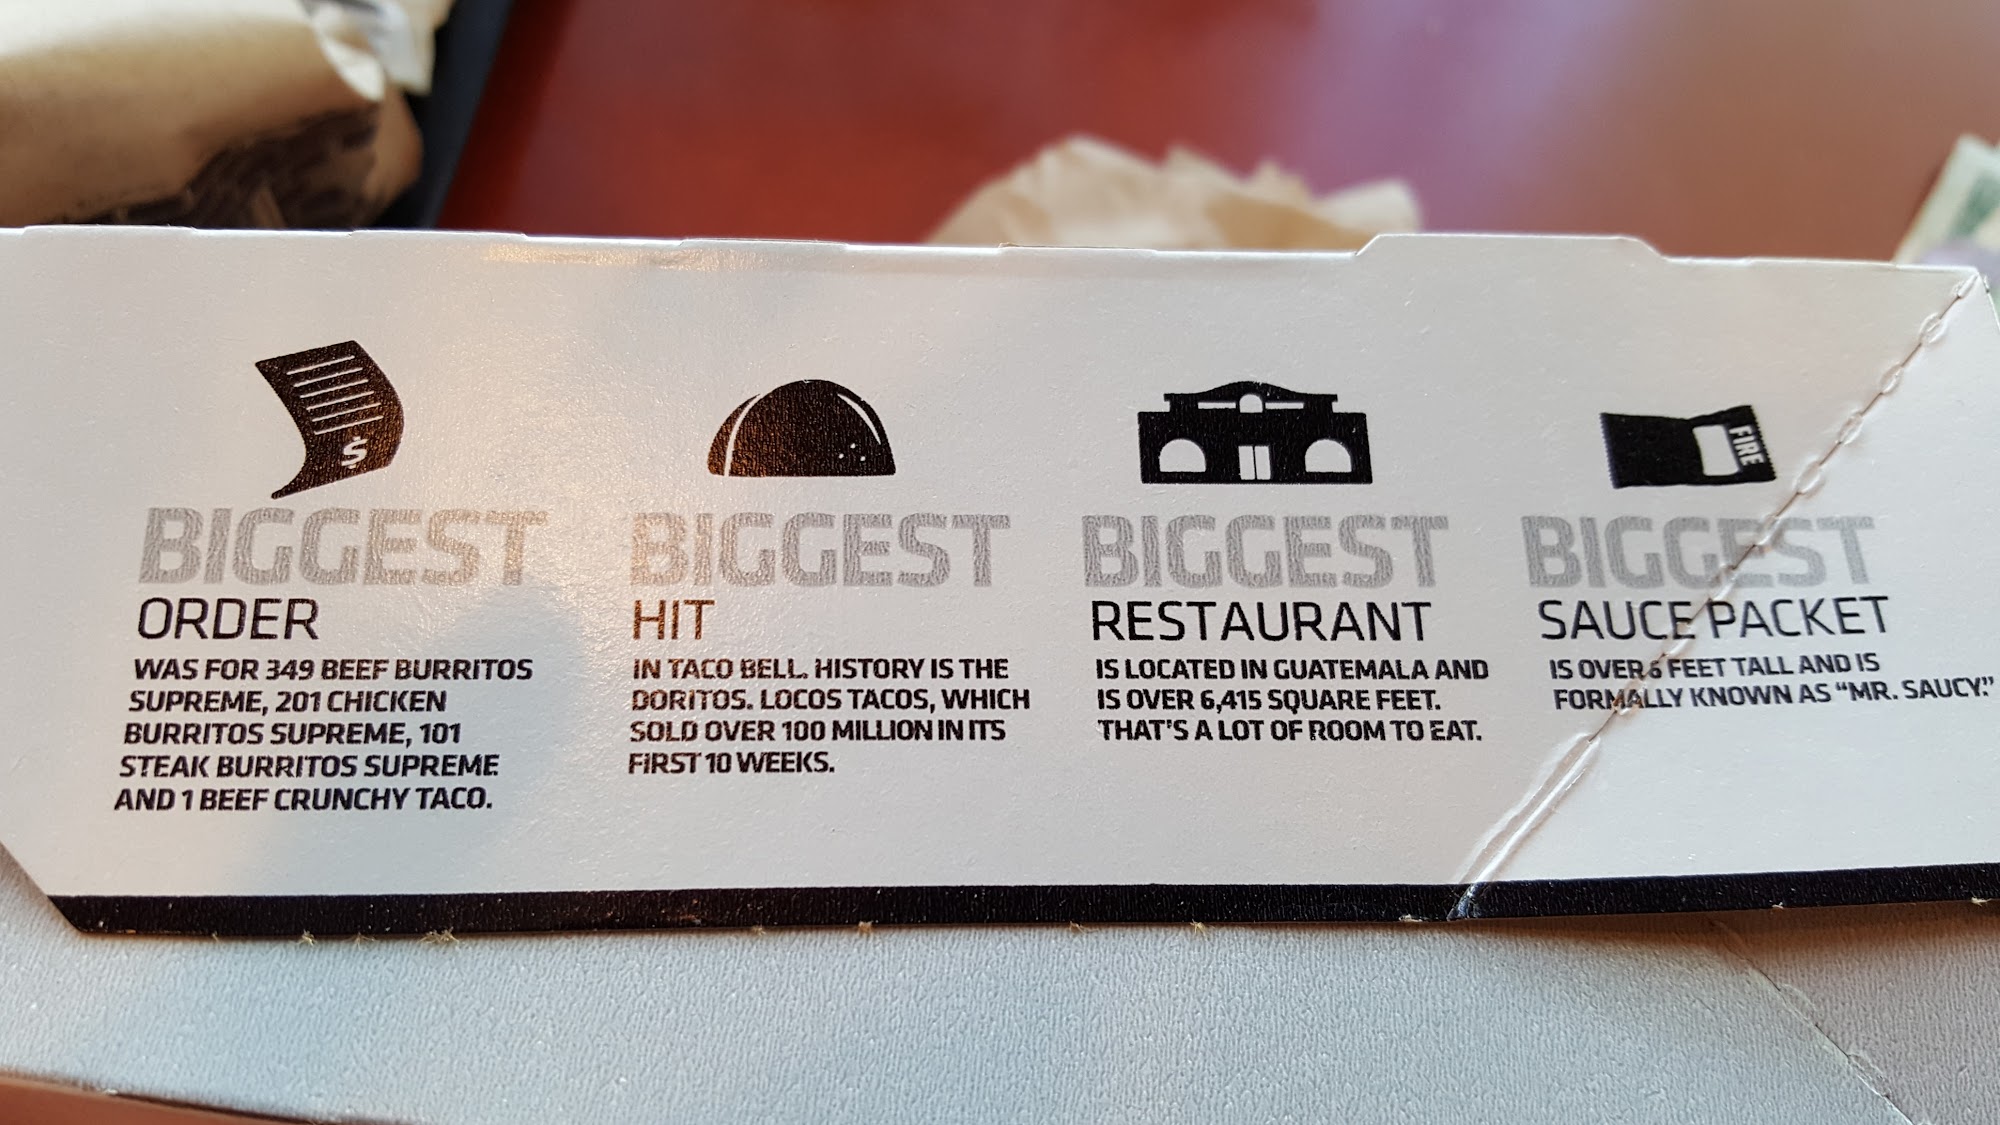 $
BIGGEST
ORDER
WAS FOR 349 BEEF BURRITOS
SUPREME, 201 CHICKEN
BURRITOS SUPREME, 101
STEAK BURRITOS SUPREME
AND 1 BEEF CRUNCHY TACO.
BIGGEST
HIT
IN TACO BELL. HISTORY IS THE
DORITOS. LOCOS TACOS, WHICH
SOLD OVER 100 MILLION IN ITS
FIRST 10 WEEKS.
BIGGEST
RESTAURANT
IS LOCATED IN GUATEMALA AND
IS OVER 6,415 SQUARE FEET.
THAT'S A LOT OF ROOM TO EAT.
FIRE
BIGGEST
SAUCE PACKET
IS OVER 6 FEET TALL AND IS
FORMALLY KNOWN AS “MR. SAUCY.”